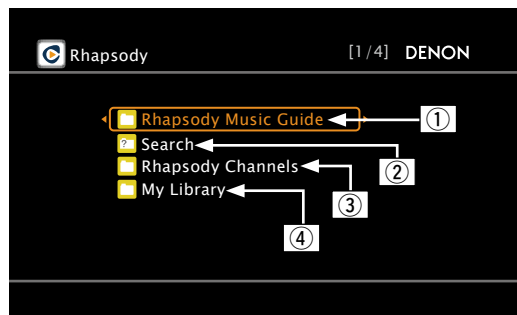 Rhapsody [1/4] DENON
Rhapsody Music Guide ①
? Search
②
Rhapsody Channels
③
My Library
④